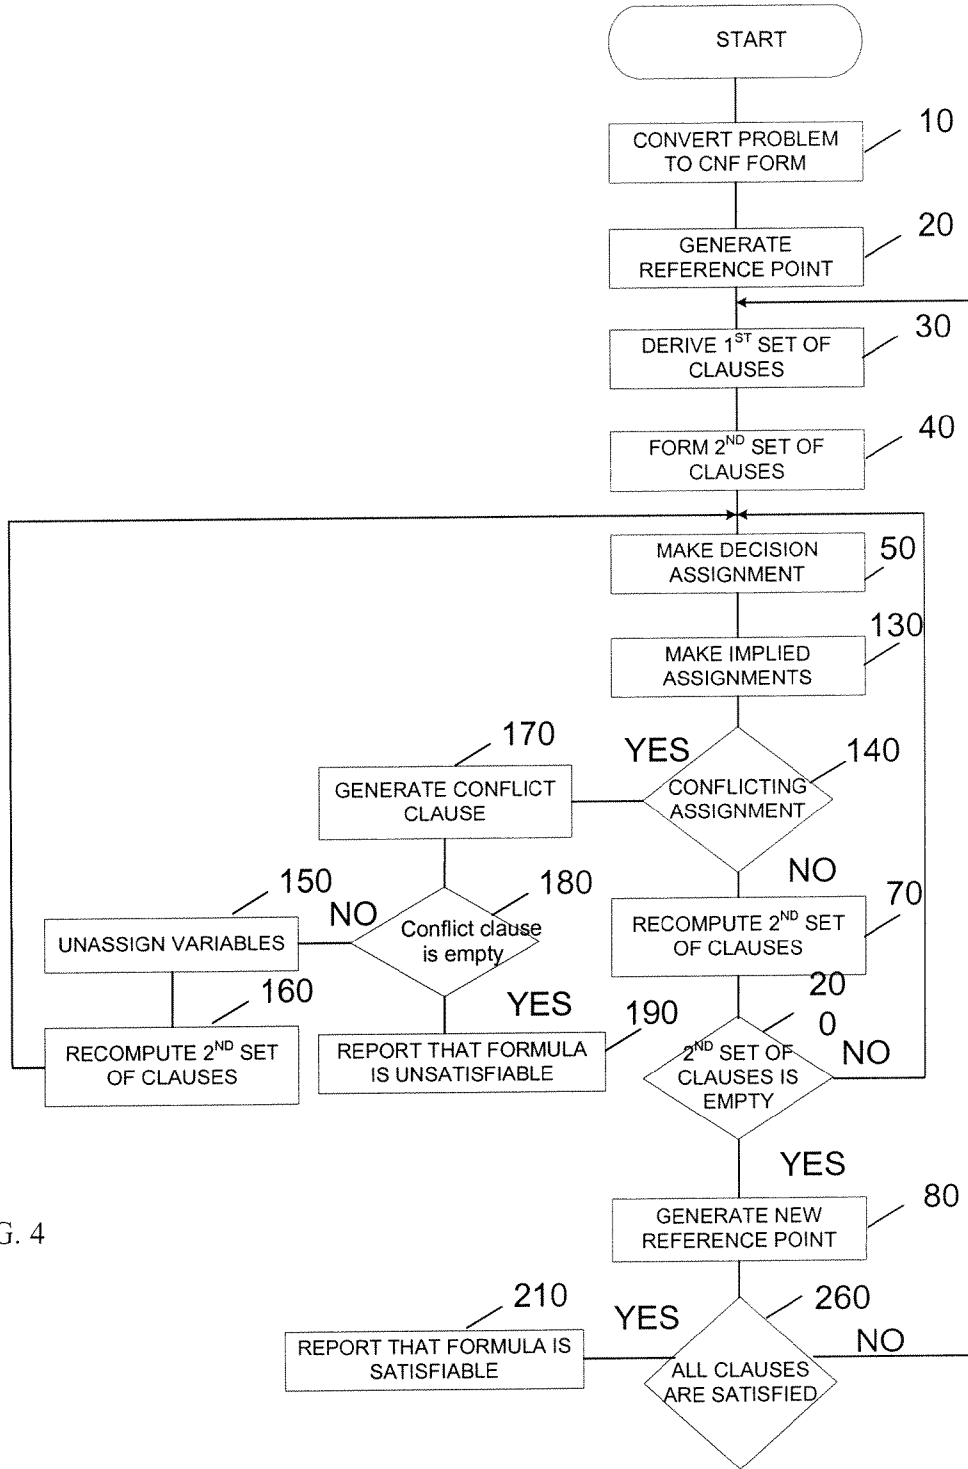 START
10
CONVERT PROBLEM
TO CNF FORM
20
GENERATE
REFERENCE POINT
30
DERIVE 1ST SET OF
CLAUSES
40
FORM 2ND SET OF
CLAUSES
50
MAKE DECISION
ASSIGNMENT
130
MAKE IMPLIED
ASSIGNMENTS
YES
140
CONFLICTING
ASSIGNMENT
170
GENERATE CONFLICT
CLAUSE
NO
180
Conflict clause
is empty
NO
150
UNASSIGN VARIABLES
160
RECOMPUTE 2ND SET
OF CLAUSES
YES
190
REPORT THAT FORMULA
IS UNSATISFIABLE
70
RECOMPUTE 2ND SET
OF CLAUSES
20
0
2ND SET OF
CLAUSES IS
EMPTY
NO
YES
80
GENERATE NEW
REFERENCE POINT
G. 4
260
ALL CLAUSES
ARE SATISFIED
YES
NO
210
REPORT THAT FORMULA IS
SATISFIABLE